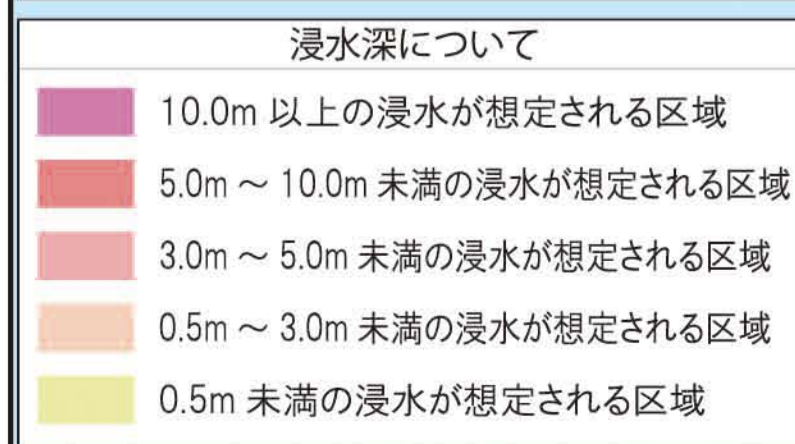 浸水深について
10.0m 以上の浸水が想定される区域
5.0m ～ 10.0m 未満の浸水が想定される区域
3.0m ～ 5.0m 未満の浸水が想定される区域
0.5m ～ 3.0m 未満の浸水が想定される区域
0.5m 未満の浸水が想定される区域